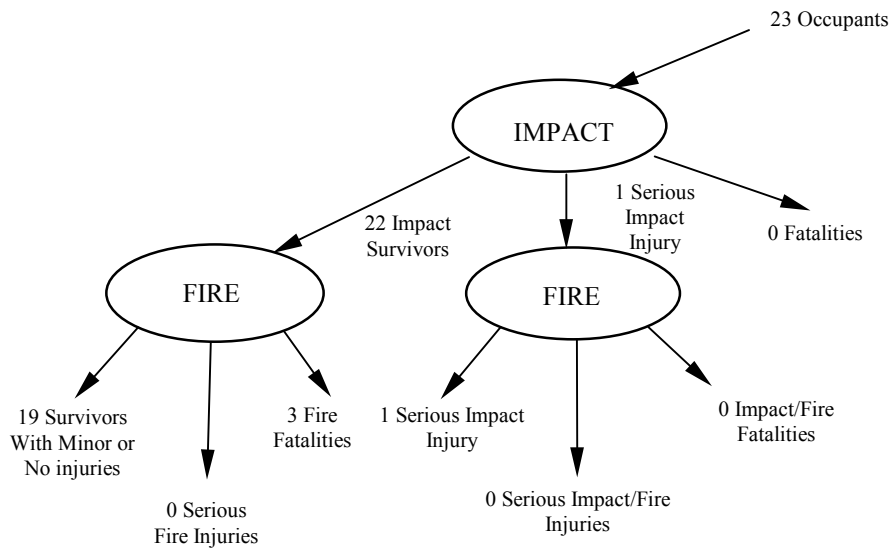 23 Occupants
IMPACT
22 Impact
Survivors
1 Serious
Impact
Injury
0 Fatalities
FIRE
FIRE
19 Survivors
With Minor or
No injuries
0 Serious
Fire Injuries
3 Fire
Fatalities
1 Serious Impact
Injury
0 Serious Impact/Fire
Injuries
0 Impact/Fire
Fatalities